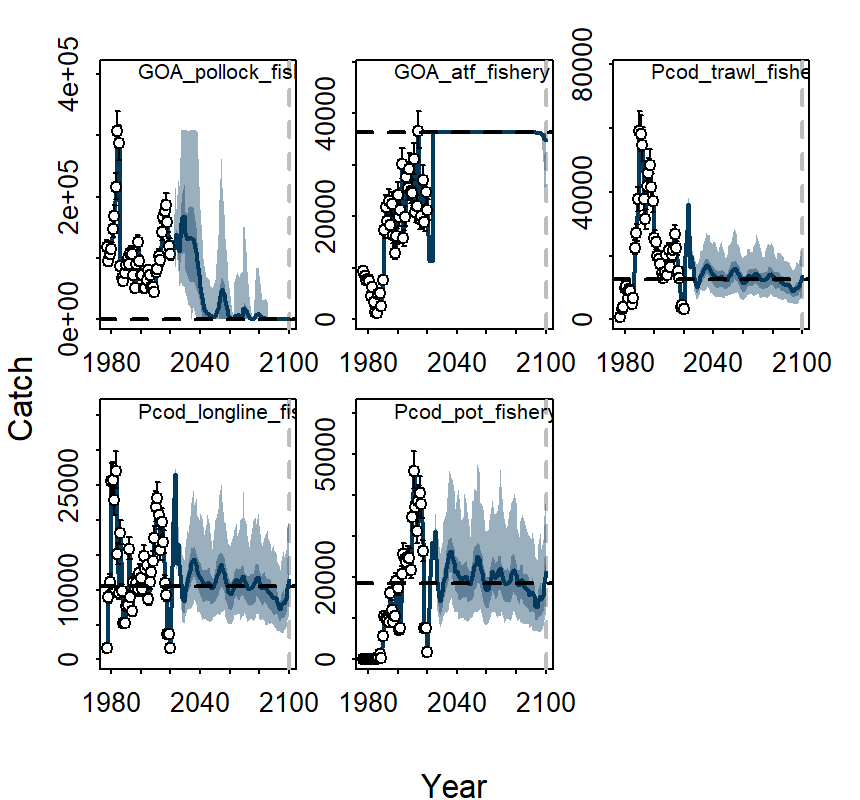 GOA_pollock_fis
GOA_atf_fishery
Pcod_trawl_fishe
0e+00 2e+05 4e+05
0 20000 40000
0 40000 80000
1980 2040 2100
1980 2040 2100
1980 2040 2100
Catch
Pcod_longline_fis
Pcod_pot_fishery
0 10000 25000
0 20000 50000
1980 2040 2100
1980 2040 2100
Year